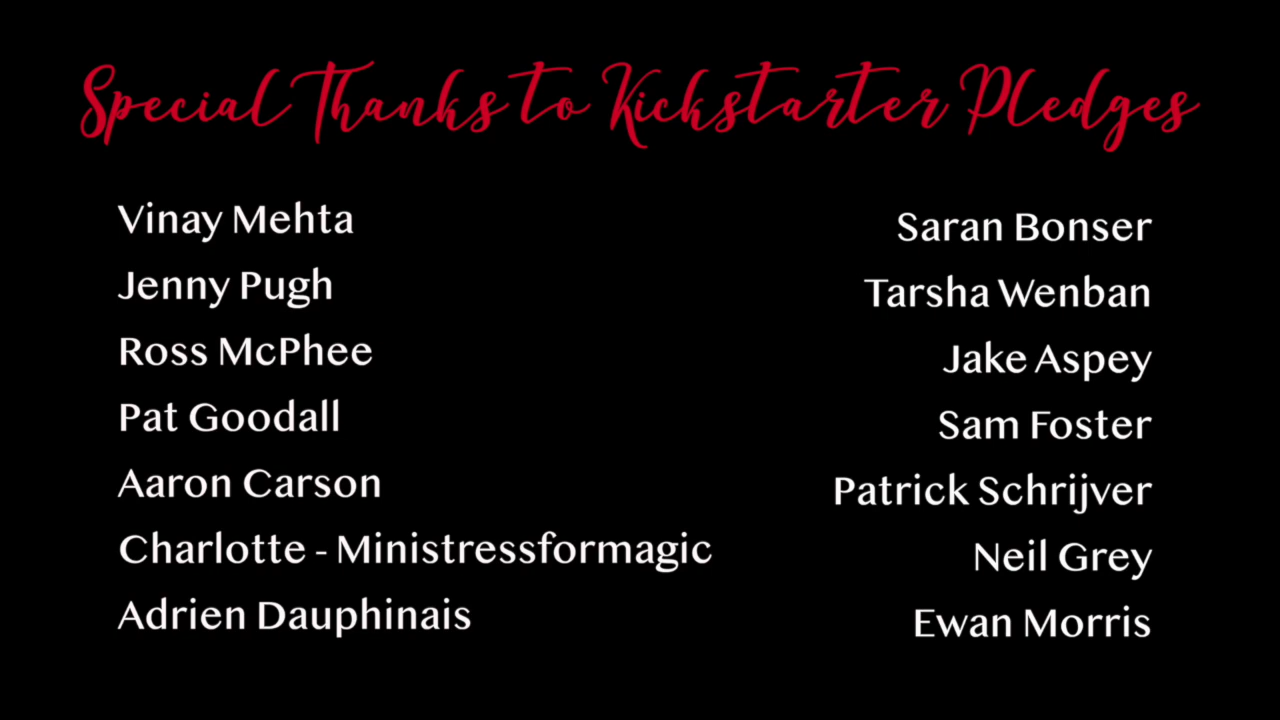 Special Thanks to Kickstarter Pledges
Vinay Mehta
Jenny Pugh
Ross McPhee
Pat Goodall
Aaron Carson
Charlotte - Ministressformagic
Adrien Dauphinais
Saran Bonser
Tarsha Wenban
Jake Aspey
Sam Foster
Patrick Schrijver
Neil Grey
Ewan Morris